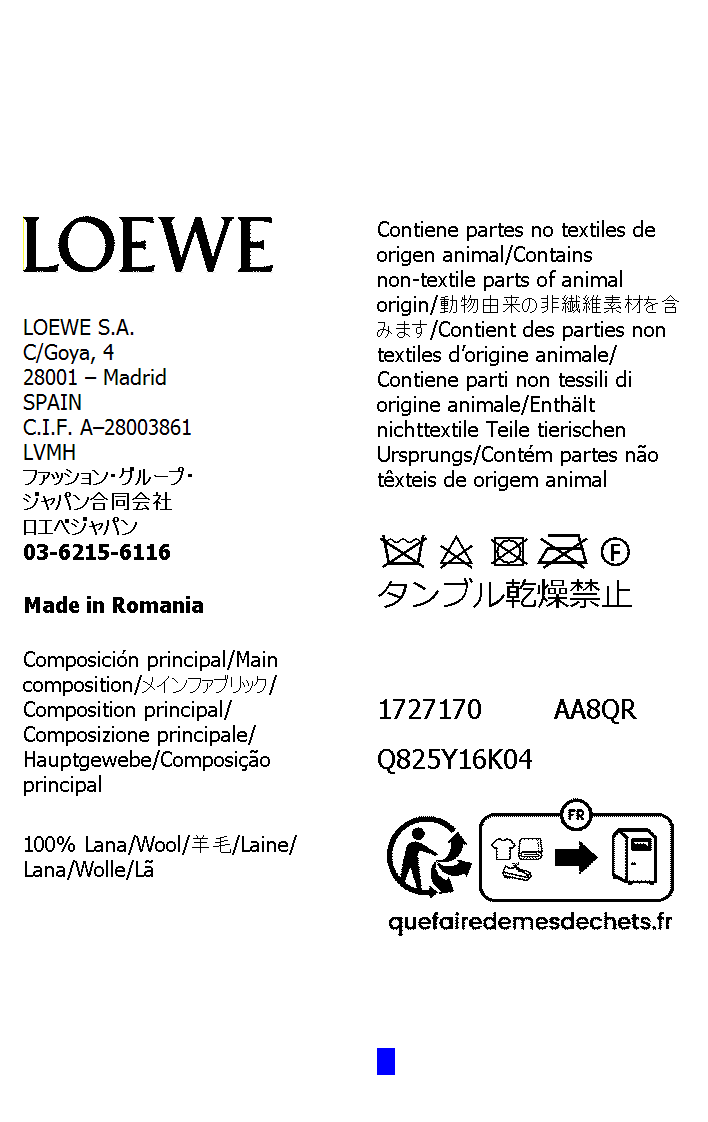 LOEWE
LOEWE S.A.
C/Goya, 4
28001 – Madrid
SPAIN
C.I.F. A–28003861
LVMH
ファッション・グループ・
ジャパン合同会社
ロエベジャパン
03-6215-6116
Made in Romania
Composición principal/Main
composition/メインファブリック/
Composition principal/
Composizione principale/
Hauptgewebe/Composição
principal
100% Lana/Wool/羊毛/Laine/
Lana/Wolle/Lã
Contiene partes no textiles de
origen animal/Contains
non-textile parts of animal
origin/動物由来の非繊維素材を含
みます/Contient des parties non
textiles d’origine animale/
Contiene parti non tessili di
origine animale/Enthält
nichttextile Teile tierischen
Ursprungs/Contém partes não
têxteis de origem animal
F
タンブル乾燥禁止
1727170 AA8QR
Q825Y16K04
FR
quefairedemesdechets.fr